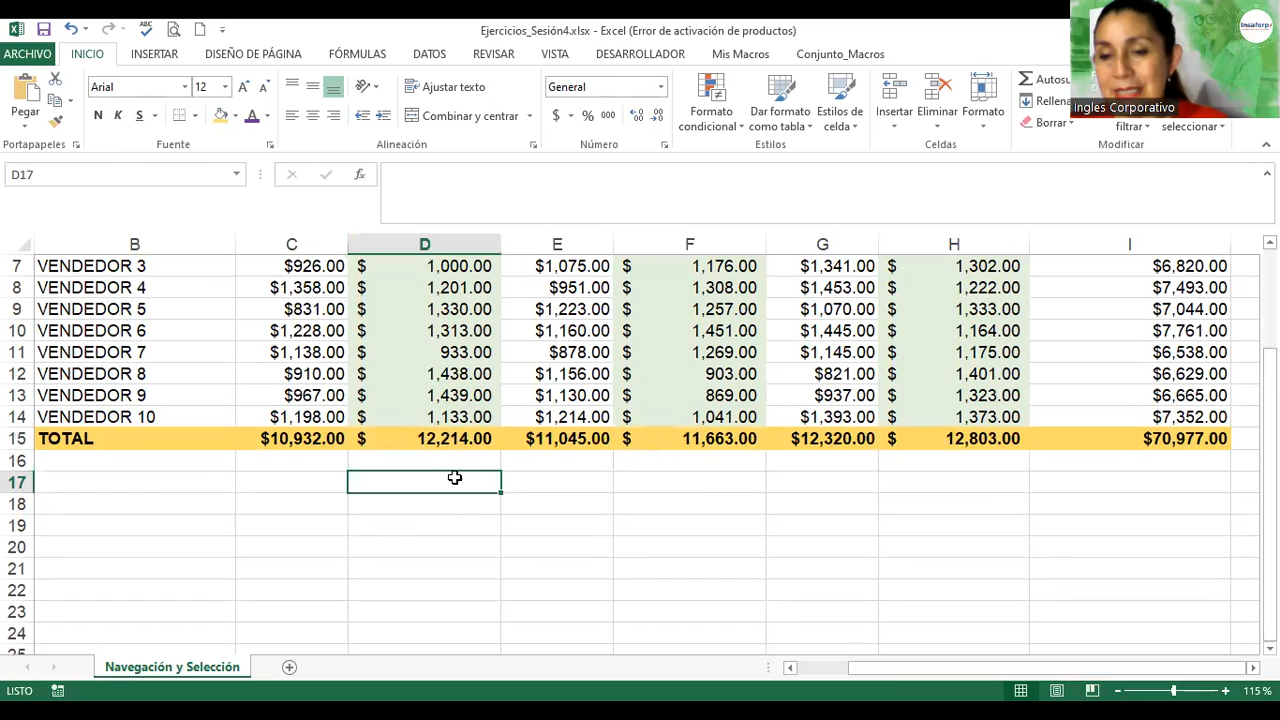 Ejercicios_Sesión4.xlsx - Excel (Error de activación de productos)
Insaforp
ARCHIVO INICIO INSERTAR DISEÑO DE PÁGINA FÓRMULAS DATOS REVISAR VISTA DESARROLLADOR Mis Macros Conjunto_Macros
Ingles Corporativo
Pegar
Arial 12
N K S
Ajustar texto
Combinar y centrar
General
$ % 000
Formato condicional
Dar formato como tabla
Estilos de celda
Insertar
Eliminar
Formato
Σ
Rellena
Borrar
filtrar
seleccionar
Portapapeles Fuente Alineación Número Estilos Celdas Modificar
D17 fx
B C D E F G H I
7 VENDEDOR 3 $926.00 $ 1,000.00 $1,075.00 $ 1,176.00 $1,341.00 $ 1,302.00 $6,820.00
8 VENDEDOR 4 $1,358.00 $ 1,201.00 $951.00 $ 1,308.00 $1,453.00 $ 1,222.00 $7,493.00
9 VENDEDOR 5 $831.00 $ 1,330.00 $1,223.00 $ 1,257.00 $1,070.00 $ 1,333.00 $7,044.00
10 VENDEDOR 6 $1,228.00 $ 1,313.00 $1,160.00 $ 1,451.00 $1,445.00 $ 1,164.00 $7,761.00
11 VENDEDOR 7 $1,138.00 $ 933.00 $878.00 $ 1,269.00 $1,145.00 $ 1,175.00 $6,538.00
12 VENDEDOR 8 $910.00 $ 1,438.00 $1,156.00 $ 903.00 $821.00 $ 1,401.00 $6,629.00
13 VENDEDOR 9 $967.00 $ 1,439.00 $1,130.00 $ 869.00 $937.00 $ 1,323.00 $6,665.00
14 VENDEDOR 10 $1,198.00 $ 1,133.00 $1,214.00 $ 1,041.00 $1,393.00 $ 1,373.00 $7,352.00
15 TOTAL $10,932.00 $ 12,214.00 $11,045.00 $ 11,663.00 $12,320.00 $ 12,803.00 $70,977.00
16
17
18
19
20
21
22
23
24
25
Navegación y Selección
LISTO 115 %